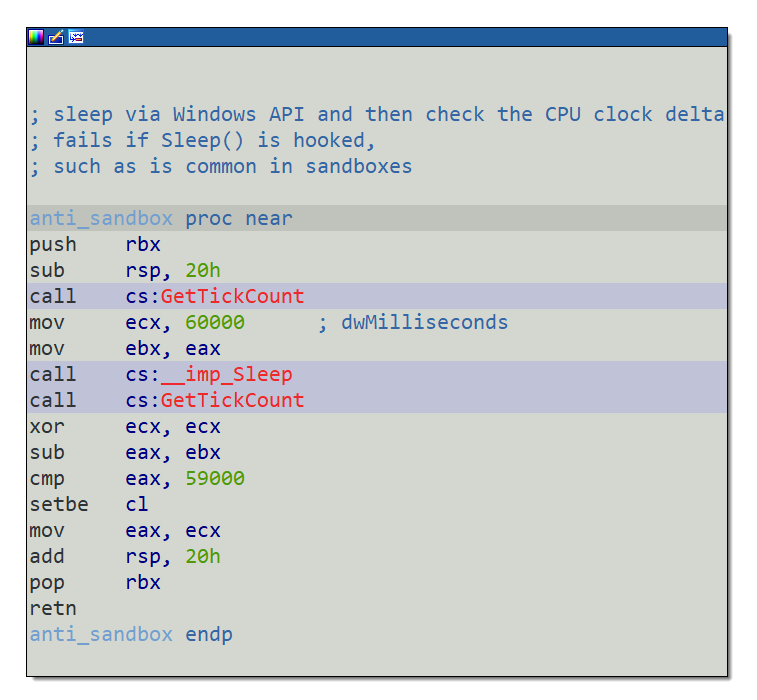 ; sleep via Windows API and then check the CPU clock delta
; fails if Sleep() is hooked,
; such as is common in sandboxes
anti_sandbox proc near
push    rbx
sub     rsp, 20h
call    cs:GetTickCount
mov     ecx, 60000      ; dwMilliseconds
mov     ebx, eax
call    cs:__imp_Sleep
call    cs:GetTickCount
xor     ecx, ecx
sub     eax, ebx
cmp     eax, 59000
setbe   cl
mov     eax, ecx
add     rsp, 20h
pop     rbx
retn
anti_sandbox endp